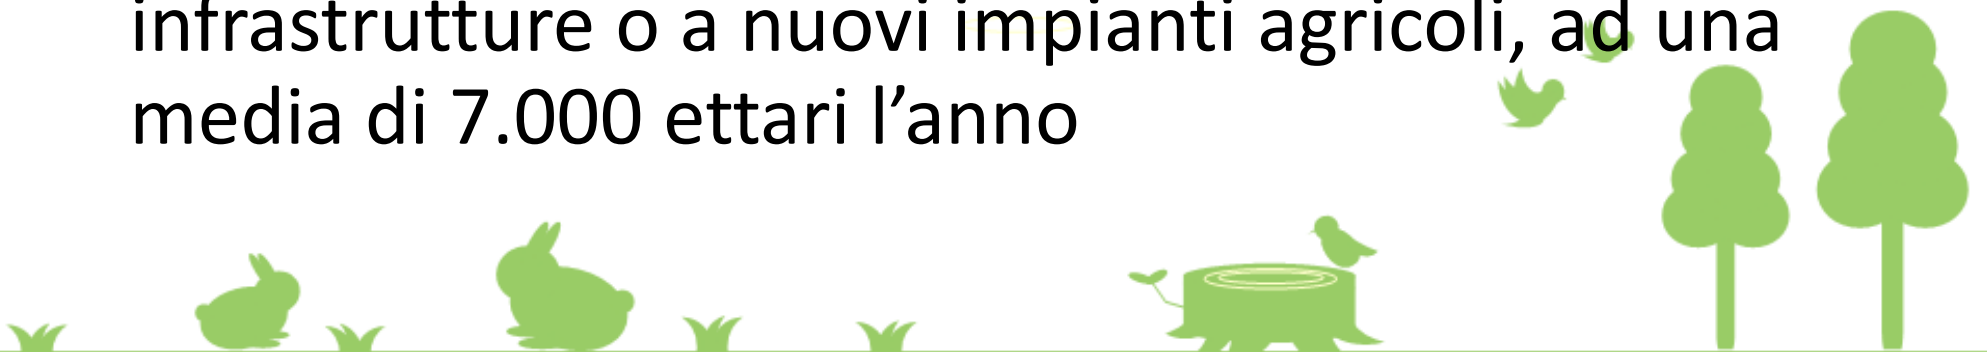 infrastrutture o a nuovi impianti agricoli, ad una
media di 7.000 ettari l’anno